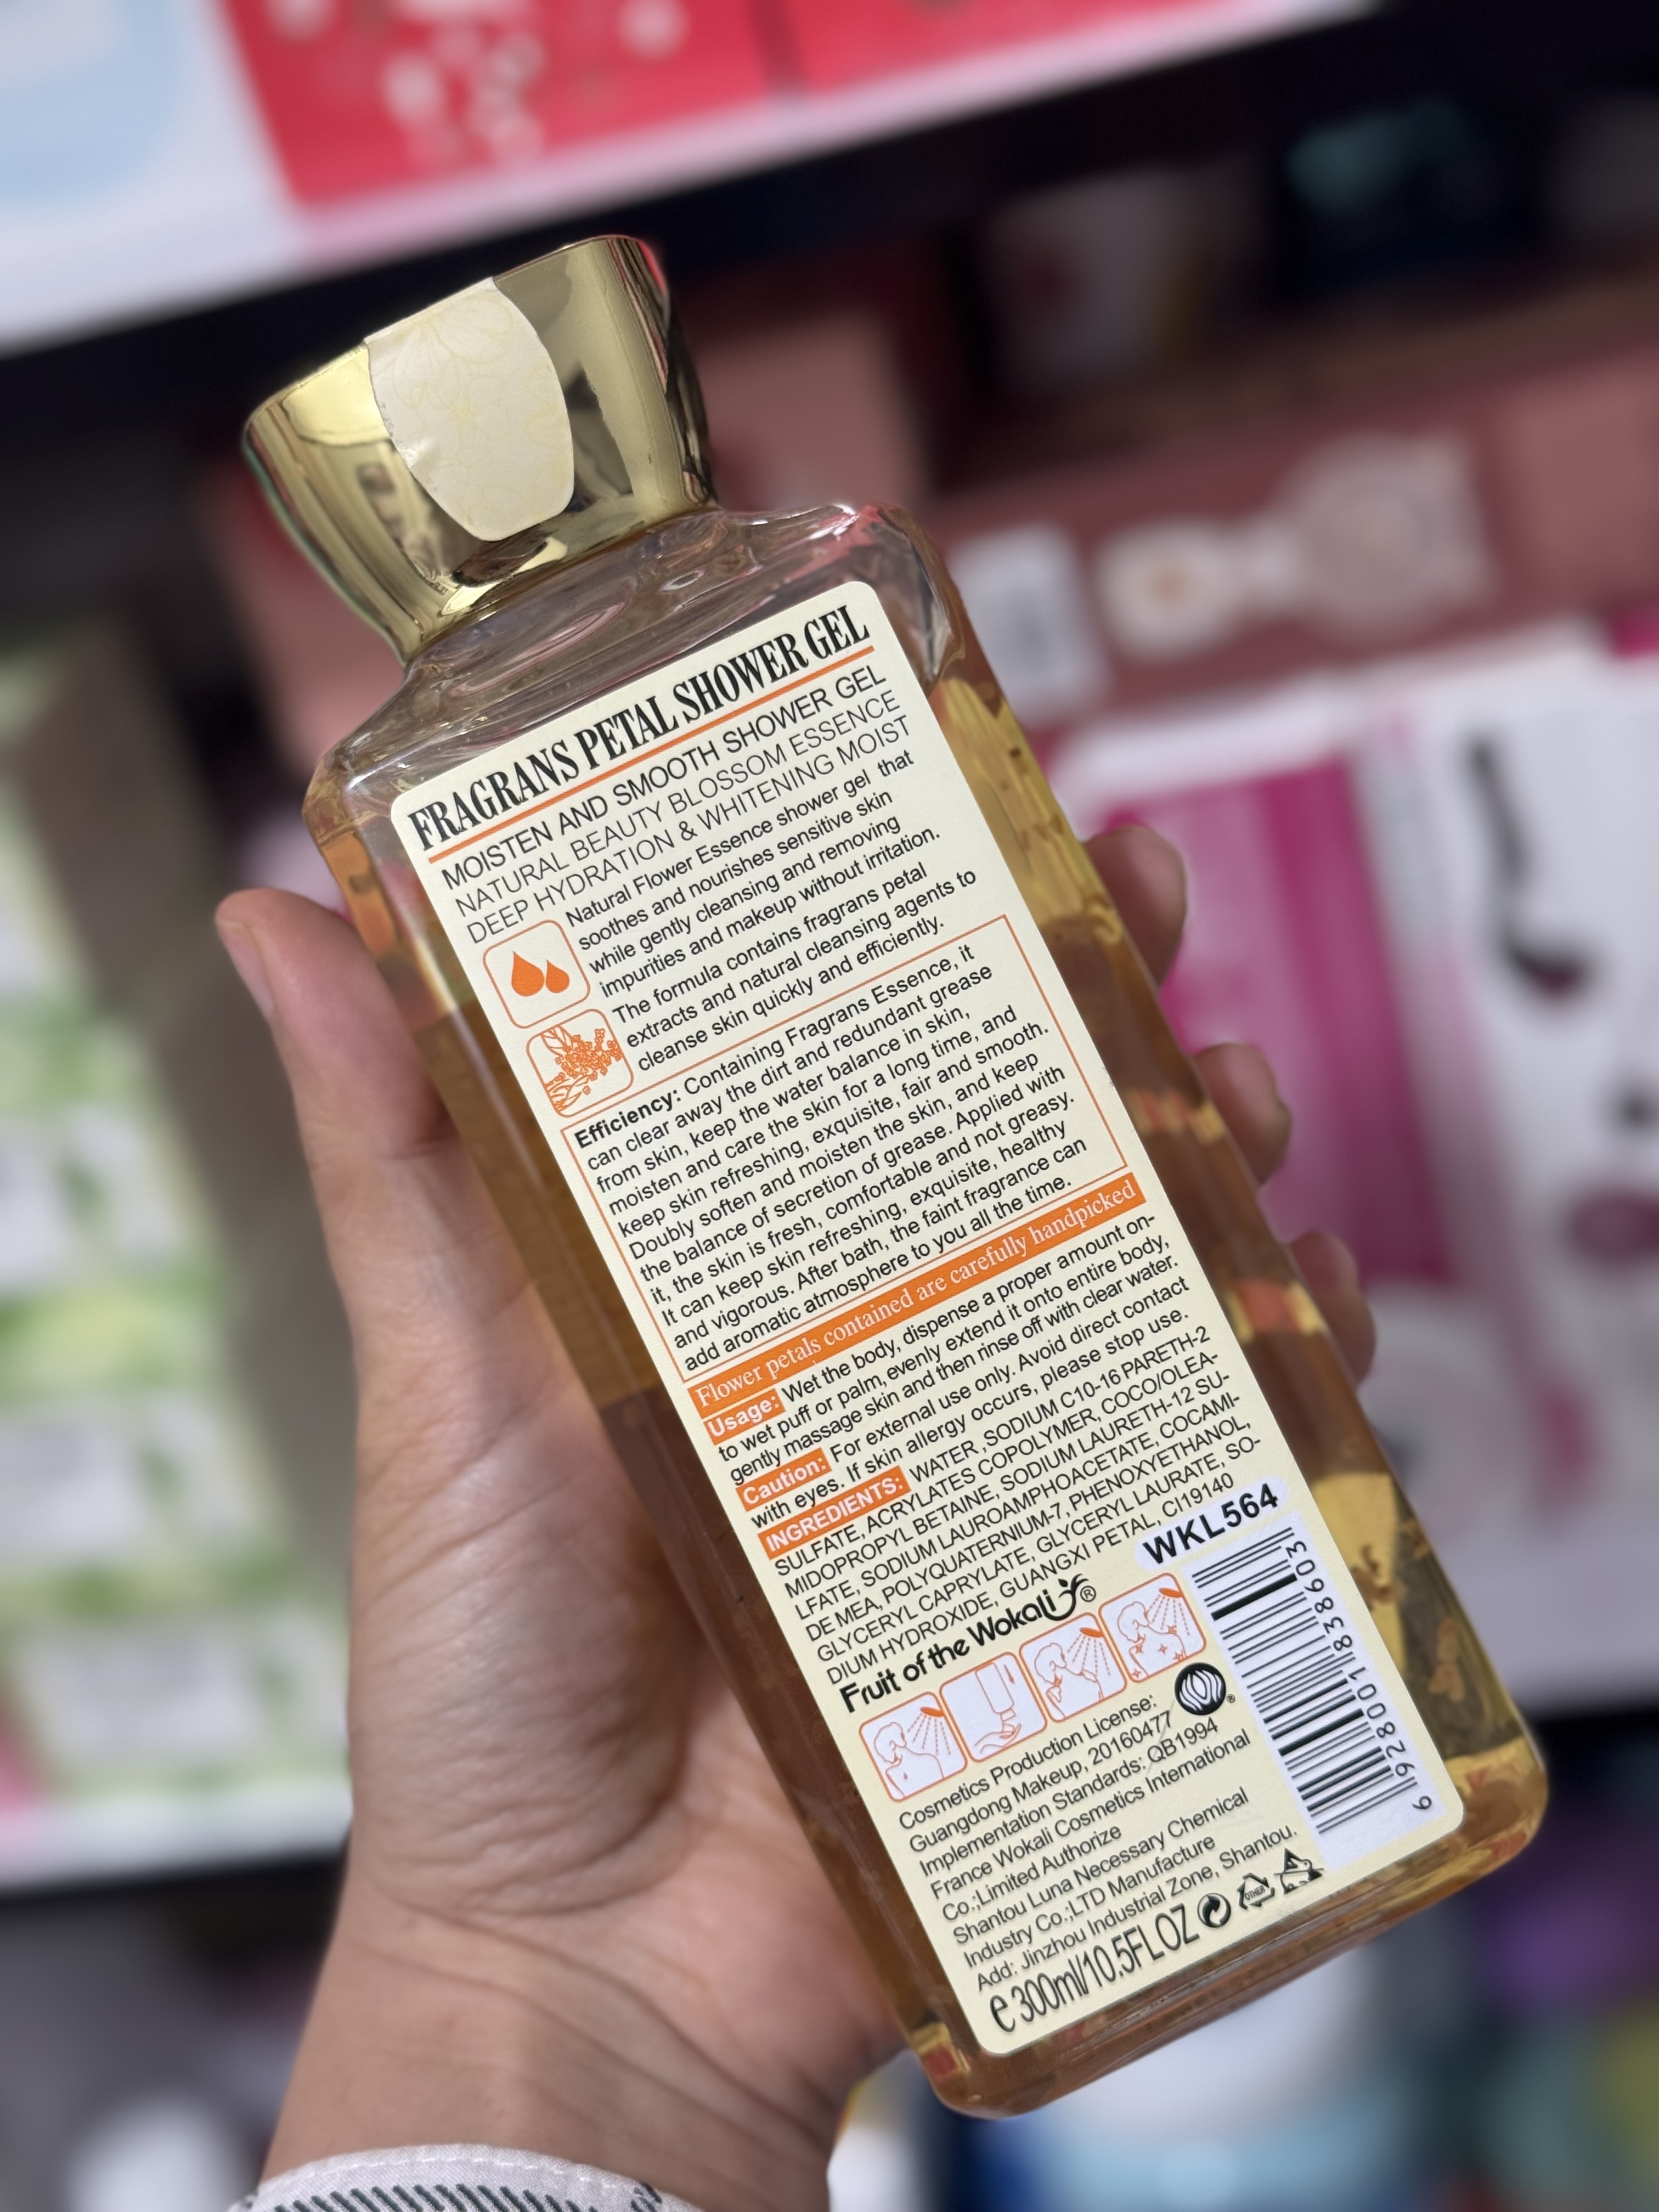 FRAGRANS PETAL SHOWER GEL
MOISTEN AND SMOOTH SHOWER GEL
NATURAL BEAUTY BLOSSOM ESSENCE
DEEP HYDRATION & WHITENING MOIST
Natural Flower Essence shower gel that
soothes and nourishes sensitive skin
while gently cleansing and removing
impurities and makeup without irritation.
The formula contains fragrans petal
extracts and natural cleansing agents to
cleanse skin quickly and efficiently.
Efficiency: Containing Fragrans Essence, it
can clear away the dirt and redundant grease
from skin, keep the water balance in skin,
moisten and care the skin for a long time, and
keep skin refreshing, exquisite, fair and smooth.
Doubly soften and moisten the skin, and keep
the balance of secretion of grease. Applied with
it, the skin is fresh, comfortable and not greasy.
It can keep skin refreshing, exquisite, healthy
and vigorous. After bath, the faint fragrance can
add aromatic atmosphere to you all the time.
Flower petals contained are carefully handpicked
Usage: Wet the body, dispense a proper amount on-
to wet puff or palm, evenly extend it onto entire body,
gently massage skin and then rinse off with clear water.
Caution: For external use only. Avoid direct contact
with eyes. If skin allergy occurs, please stop use.
INGREDIENTS: WATER ,SODIUM C10-16 PARETH-2
SULFATE, ACRYLATES COPOLYMER, COCO/OLEA-
MIDOPROPYL BETAINE, SODIUM LAURETH-12 SU-
LFATE, SODIUM LAUROAMPHOACETATE, COCAMI-
DE MEA, POLYQUATERNIUM-7, PHENOXYETHANOL,
GLYCERYL CAPRYLATE, GLYCERYL LAURATE, SO-
DIUM HYDROXIDE, GUANGXI PETAL, CI19140
WKL564
Fruit of the Wokali®
6928001838603
Cosmetics Production License:
Guangdong Makeup, 20160477
Implementation Standards: QB1994
France Wokali Cosmetics International
Co.;Limited Authorize
Shantou Luna Necessary Chemical
Industry Co.;LTD Manufacture
Add: Jinzhou Industrial Zone, Shantou.
e 300ml/10.5FL OZ
OTHER